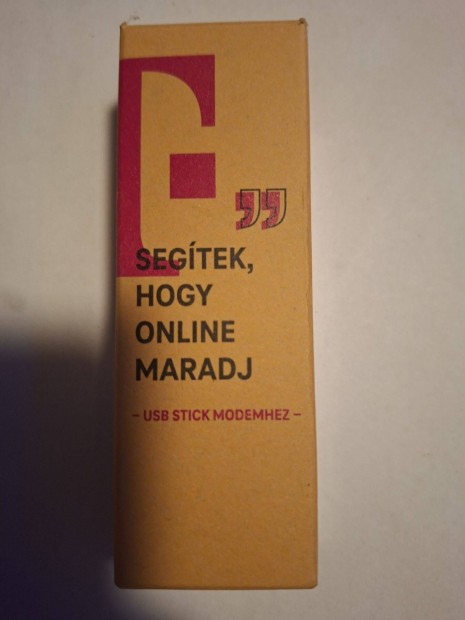 ”
SEGÍTEK,
HOGY
ONLINE
MARADJ
– USB STICK MODEMHEZ –